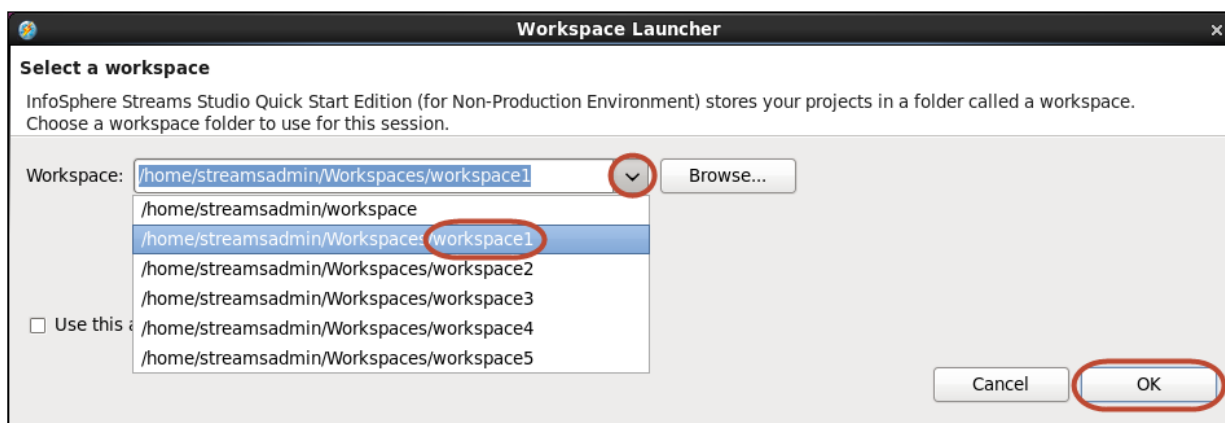 Workspace Launcher
Select a workspace
InfoSphere Streams Studio Quick Start Edition (for Non-Production Environment) stores your projects in a folder called a workspace.
Choose a workspace folder to use for this session.
Workspace: /home/streamsadmin/Workspaces/workspace1 Browse...
/home/streamsadmin/workspace
/home/streamsadmin/Workspaces/workspace1
/home/streamsadmin/Workspaces/workspace2
/home/streamsadmin/Workspaces/workspace3
Use this
/home/streamsadmin/Workspaces/workspace4
/home/streamsadmin/Workspaces/workspace5
Cancel OK